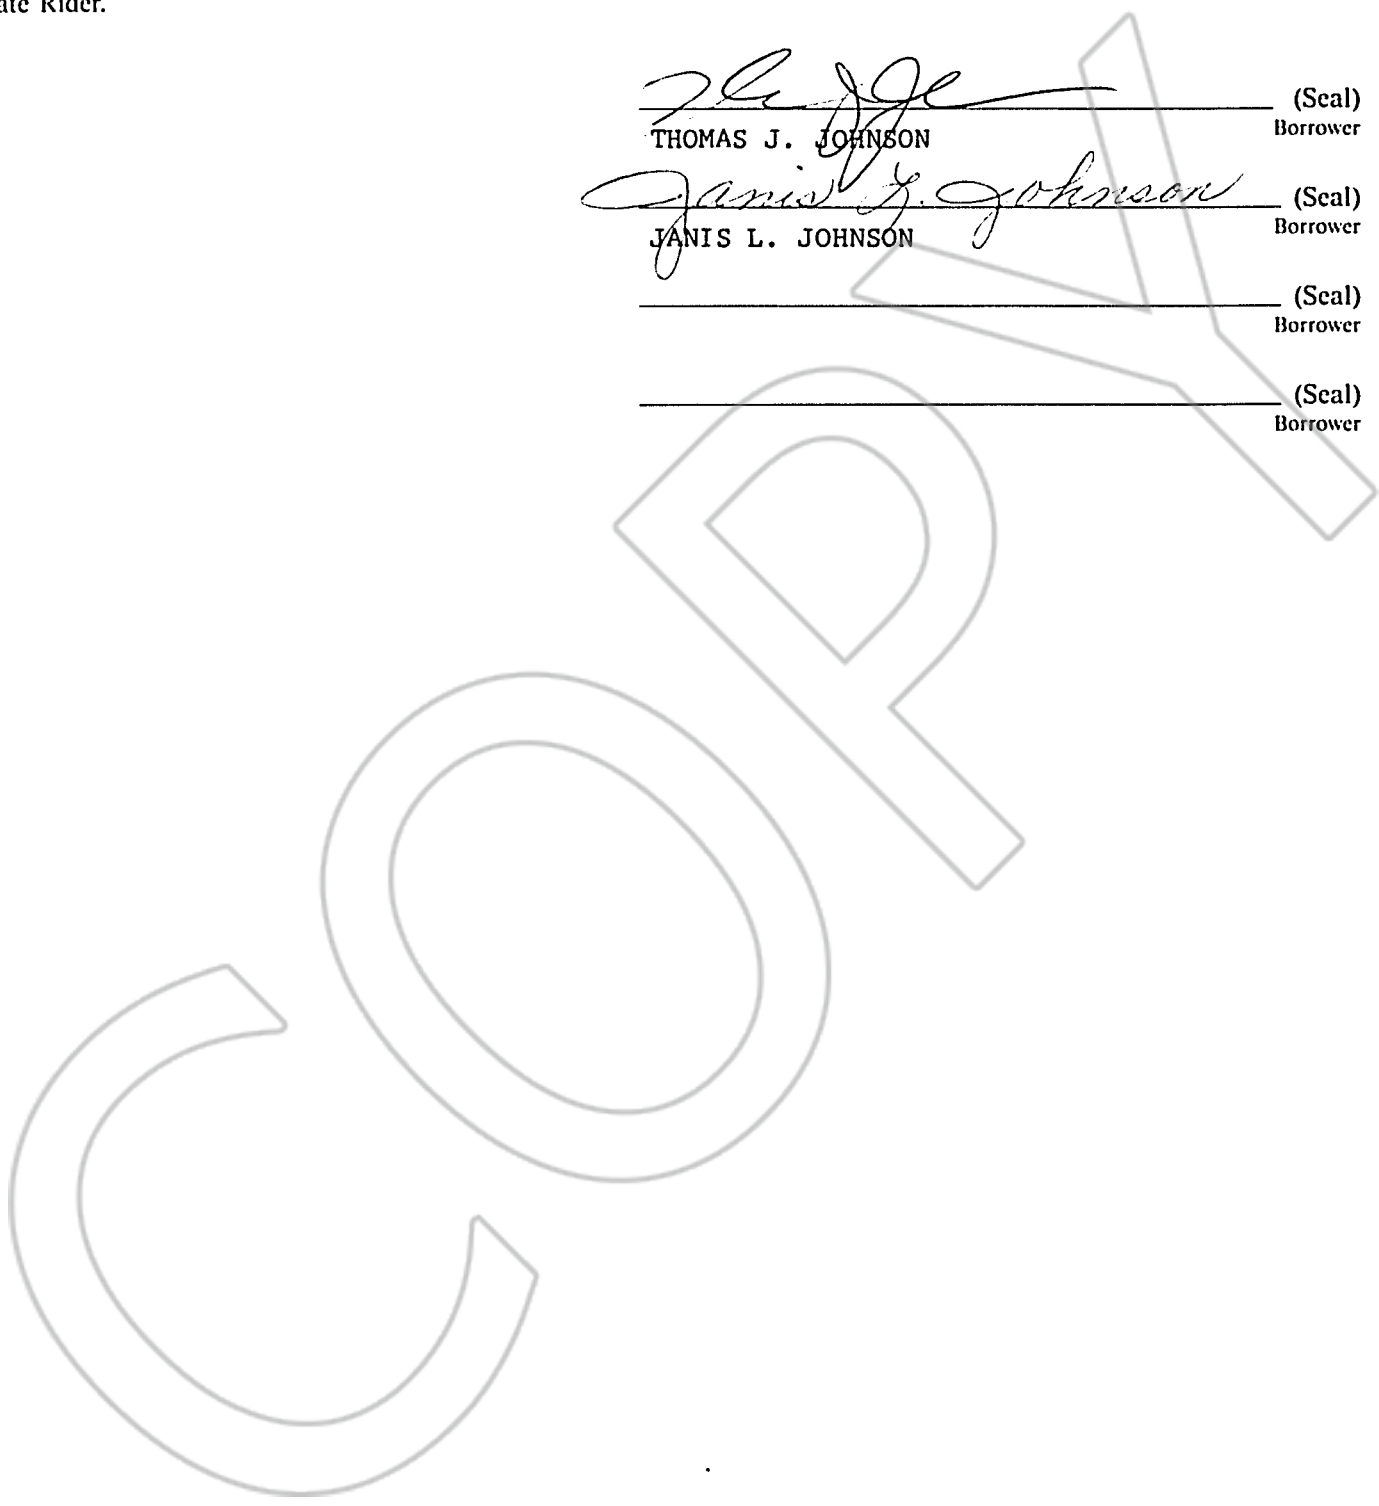 ate Rider.
(Seal)
THOMAS J. JOHNSON Borrower
Janis L. Johnson (Seal)
JANIS L. JOHNSON Borrower
(Seal)
Borrower
(Seal)
Borrower
COPY